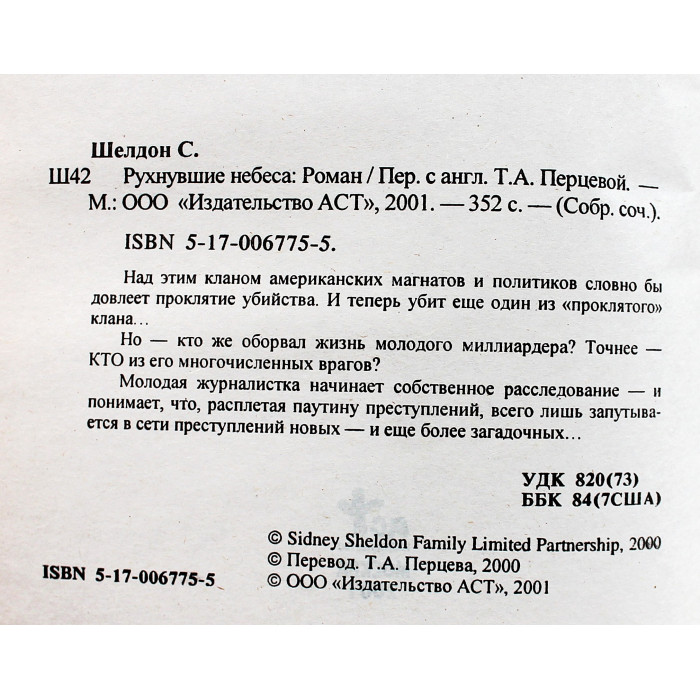 Шелдон С.
Ш42 Рухнувшие небеса: Роман / Пер. с англ. Т.А. Перцевой. —
М.: ООО «Издательство АСТ», 2001. — 352 с. — (Собр. соч.).
ISBN 5-17-006775-5.
Над этим кланом американских магнатов и политиков словно бы
довлеет проклятие убийства. И теперь убит еще один из «проклятого»
клана...
Но — кто же оборвал жизнь молодого миллиардера? Точнее —
КТО из его многочисленных врагов?
Молодая журналистка начинает собственное расследование — и
понимает, что, расплетая паутину преступлений, всего лишь запутыва-
ется в сети преступлений новых — и еще более загадочных...
УДК 820(73)
ББК 84(7США)
© Sidney Sheldon Family Limited Partnership, 2000
© Перевод. Т.А. Перцева, 2000
ISBN 5-17-006775-5 © ООО «Издательство АСТ», 2001